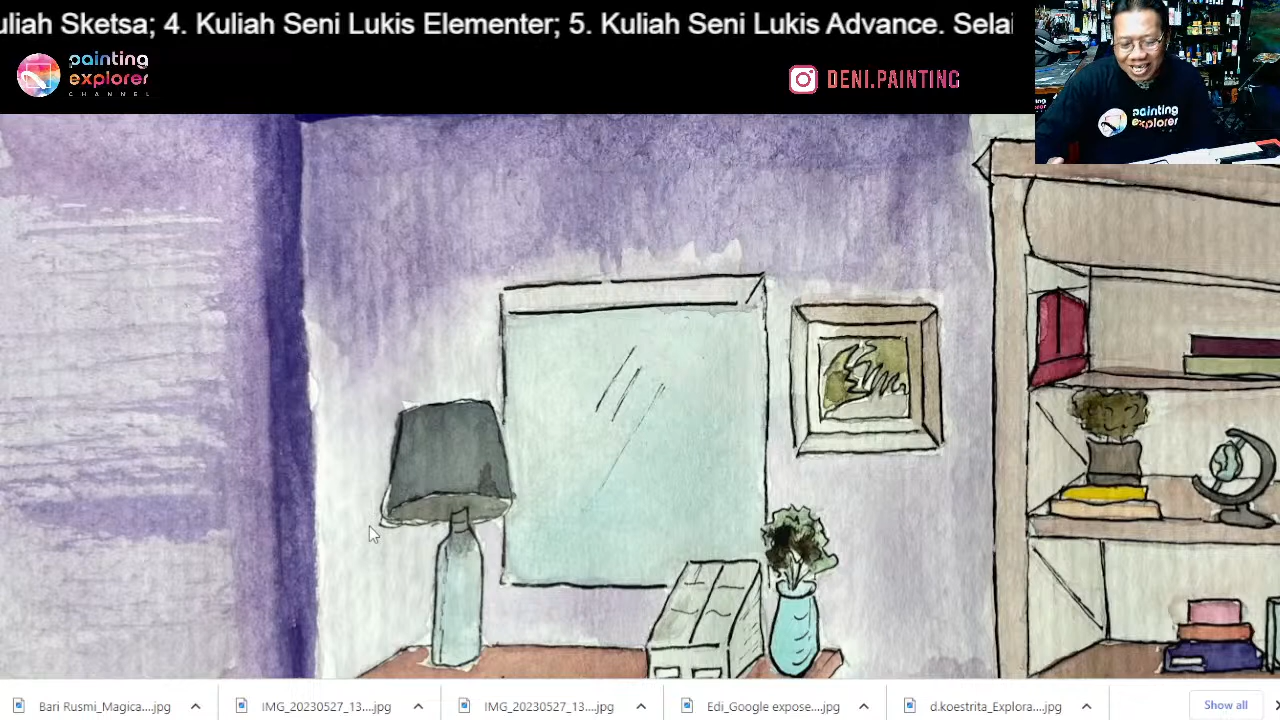 uliah Sketsa; 4. Kuliah Seni Lukis Elementer; 5. Kuliah Seni Lukis Advance. Selai
painting
explorer
CHANNEL
DENI.PAINTING
painting
explorer
Bari Rusmi_Magica....jpg
IMG_20230527_13....jpg
IMG_20230527_13....jpg
Edi_Google expose....jpg
d.koestrita_Explora....jpg
Show all